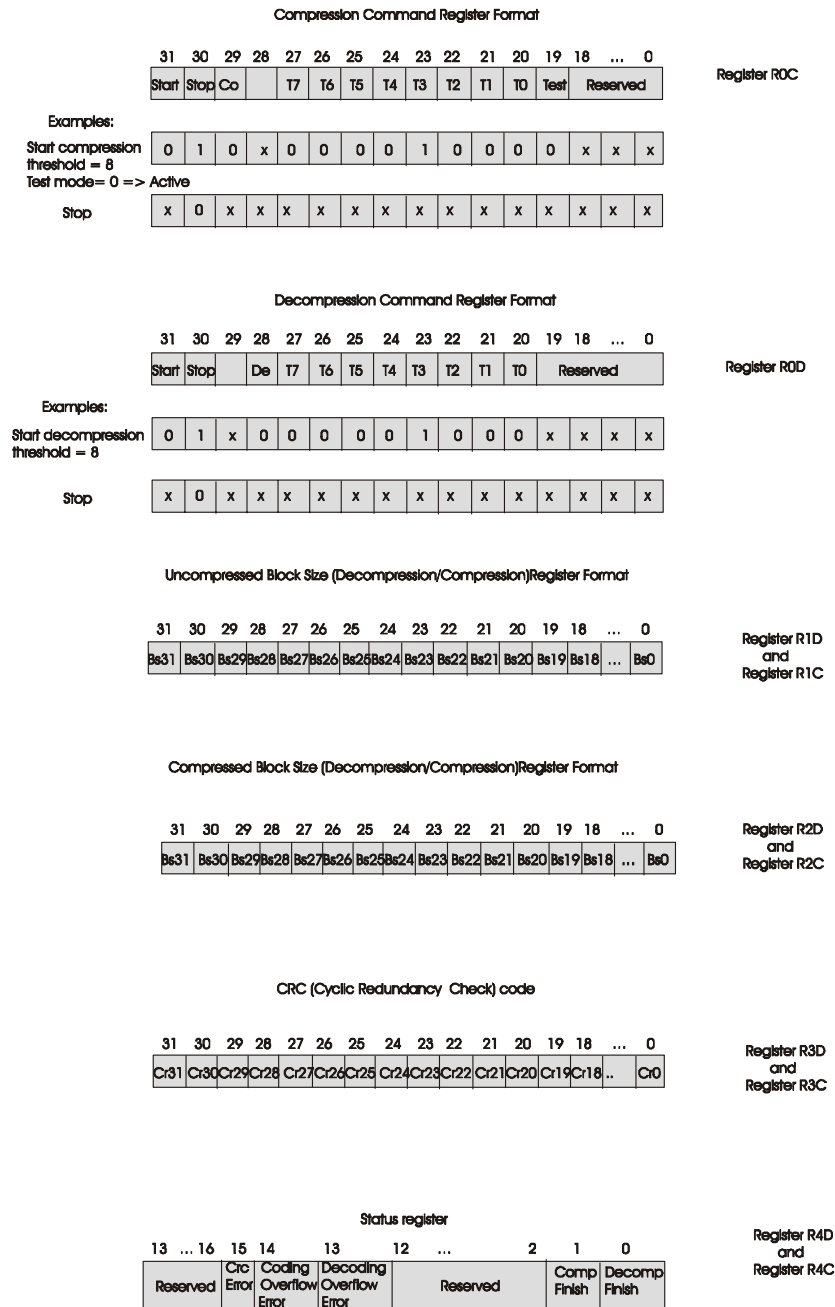 Compression Command Register Format
31 30 29 28 27 26 25 24 23 22 21 20 19 18 ... 0
Start Stop Co T7 T6 T5 T4 T3 T2 T1 T0 Test Reserved
Register R0C
Examples:
Start compression
threshold = 8
Test mode= 0 => Active
0 1 0 x 0 0 0 0 1 0 0 0 0 x x x
Stop
x 0 x x x x x x x x x x x x x x
Decompression Command Register Format
31 30 29 28 27 26 25 24 23 22 21 20 19 18 ... 0
Start Stop De T7 T6 T5 T4 T3 T2 T1 T0 Reserved
Register R0D
Examples:
Start decompression
threshold = 8
0 1 x 0 0 0 0 0 1 0 0 0 x x x x
Stop
x 0 x x x x x x x x x x x x x x
Uncompressed Block Size (Decompression/Compression)Register Format
31 30 29 28 27 26 25 24 23 22 21 20 19 18 ... 0
Bs31 Bs30 Bs29 Bs28 Bs27 Bs26 Bs25 Bs24 Bs23 Bs22 Bs21 Bs20 Bs19 Bs18 ... Bs0
Register R1D
and
Register R1C
Compressed Block Size (Decompression/Compression)Register Format
31 30 29 28 27 26 25 24 23 22 21 20 19 18 ... 0
Bs31 Bs30 Bs29 Bs28 Bs27 Bs26 Bs25 Bs24 Bs23 Bs22 Bs21 Bs20 Bs19 Bs18 ... Bs0
Register R2D
and
Register R2C
CRC (Cyclic Redundancy Check) code
31 30 29 28 27 26 25 24 23 22 21 20 19 18 ... 0
Cr31 Cr30 Cr29 Cr28 Cr27 Cr26 Cr25 Cr24 Cr23 Cr22 Cr21 Cr20 Cr19 Cr18 .. Cr0
Register R3D
and
Register R3C
Status register
13 ... 16 15 14 13 12 ... 2 1 0
Reserved
Crc
Error
Coding
Overflow
Error
Decoding
Overflow
Error
Reserved
Comp
Finish
Decomp
Finish
Register R4D
and
Register R4C